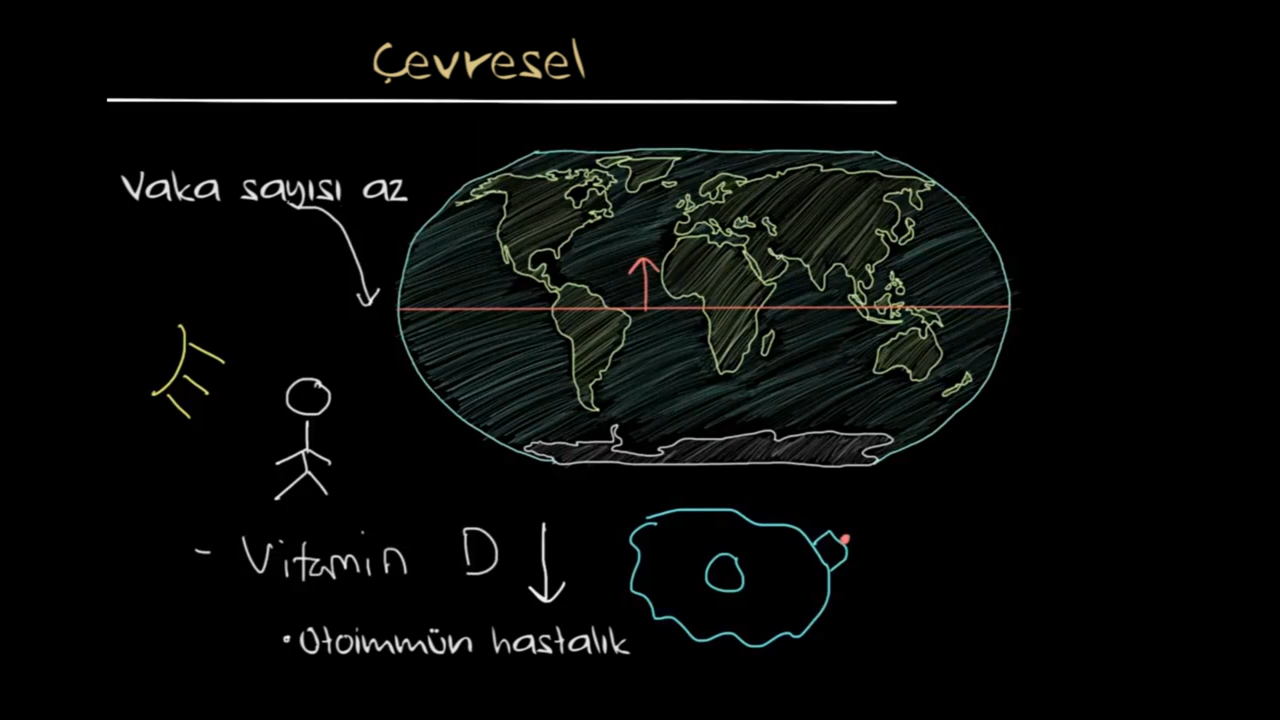 Çevresel
Vaka sayısı az
- Vitamin D
• Otoimmün hastalık